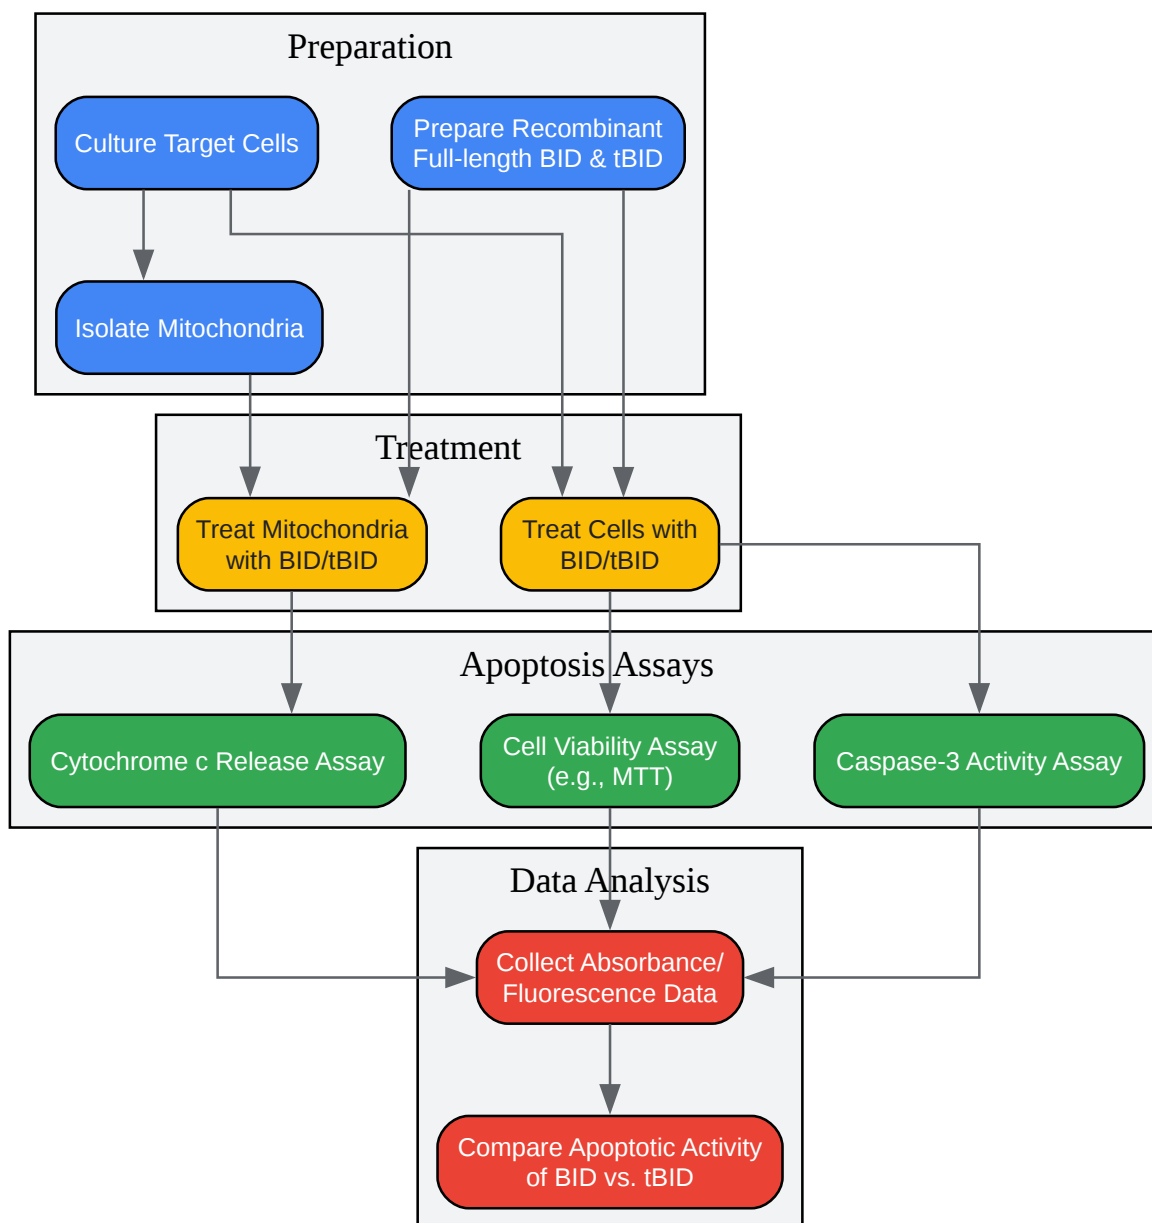 Preparation
Culture Target Cells
Prepare Recombinant
Full-length BID & tBID
Isolate Mitochondria
Treatment
Treat Mitochondria
with BID/tBID
Treat Cells with
BID/tBID
Apoptosis Assays
Cytochrome c Release Assay
Cell Viability Assay
(e.g., MTT)
Caspase-3 Activity Assay
Data Analysis
Collect Absorbance/
Fluorescence Data
Compare Apoptotic Activity
of BID vs. tBID